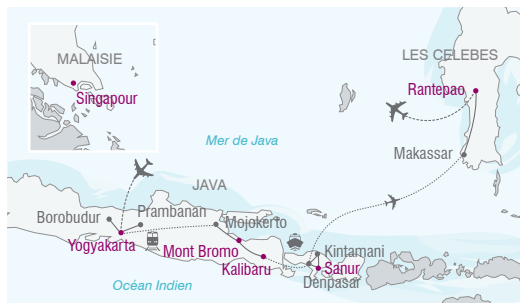 MALAISIE
Singapour
LES CELEBES
Rantepao
Mer de Java
Makassar
JAVA
Borobudur
Prambanan
Mojokerto
Yogyakarta
Mont Bromo
Kintamani
Kalibaru
Sanur
Denpasar
Océan Indien